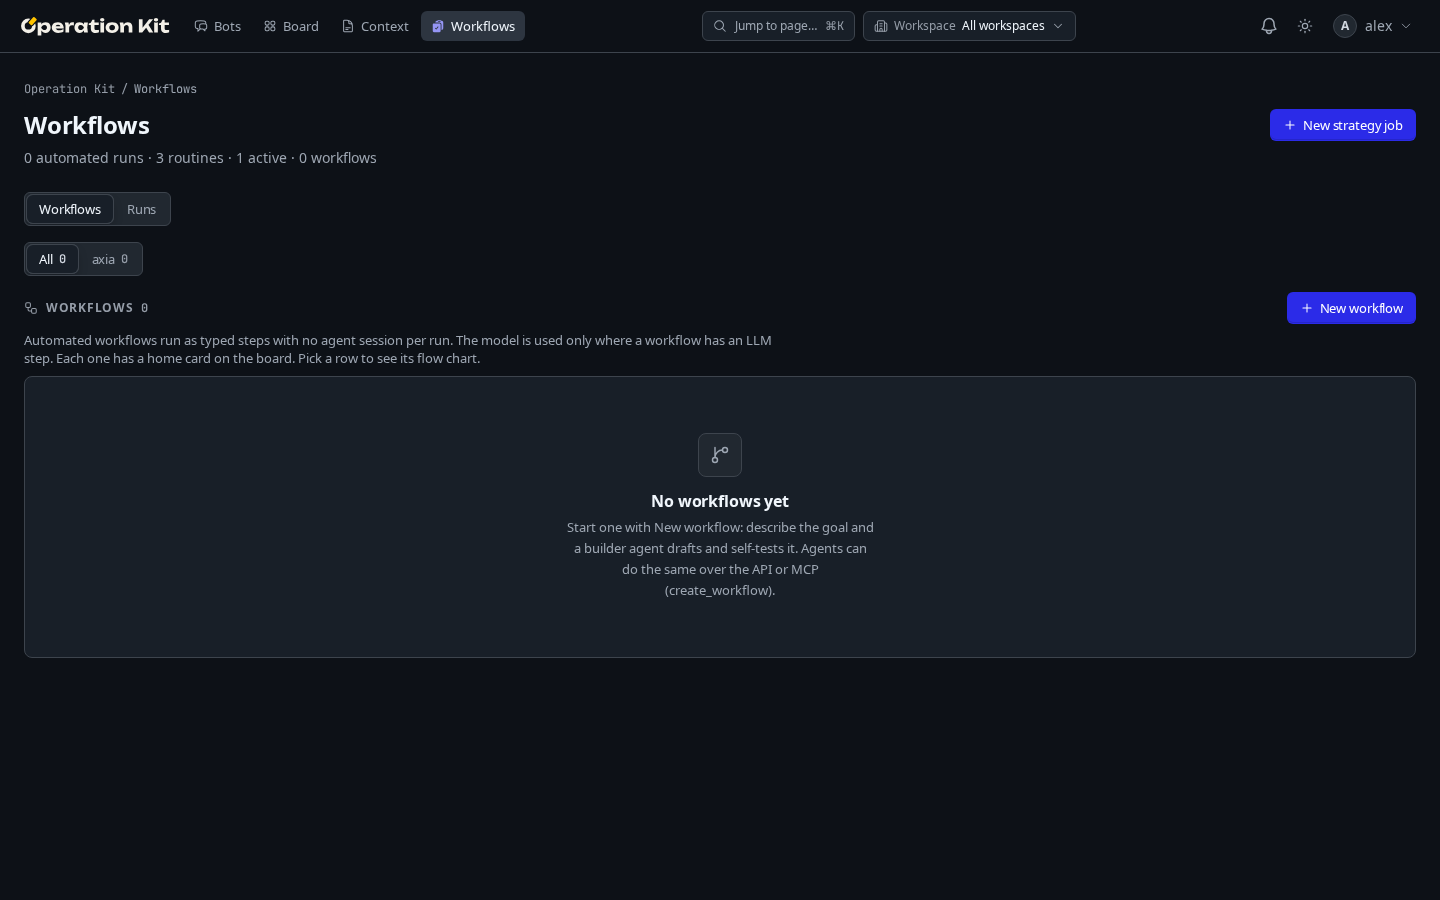 Operation Kit
Bots
Board
Context
Workflows
Jump to page... ⌘K
Workspace All workspaces
A alex
Operation Kit / Workflows
Workflows
New strategy job
0 automated runs · 3 routines · 1 active · 0 workflows
Workflows Runs
All 0 axia 0
WORKFLOWS 0
New workflow
Automated workflows run as typed steps with no agent session per run. The model is used only where a workflow has an LLM
step. Each one has a home card on the board. Pick a row to see its flow chart.
No workflows yet
Start one with New workflow: describe the goal and
a builder agent drafts and self-tests it. Agents can
do the same over the API or MCP
(create_workflow).